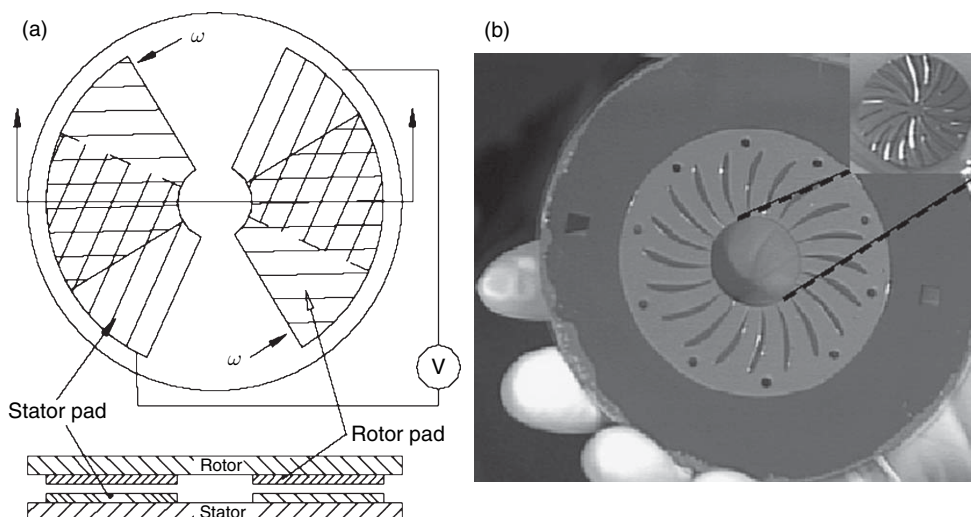 (a)
ω
V
ω
Stator pad
Rotor pad
Rotor
Stator
(b)